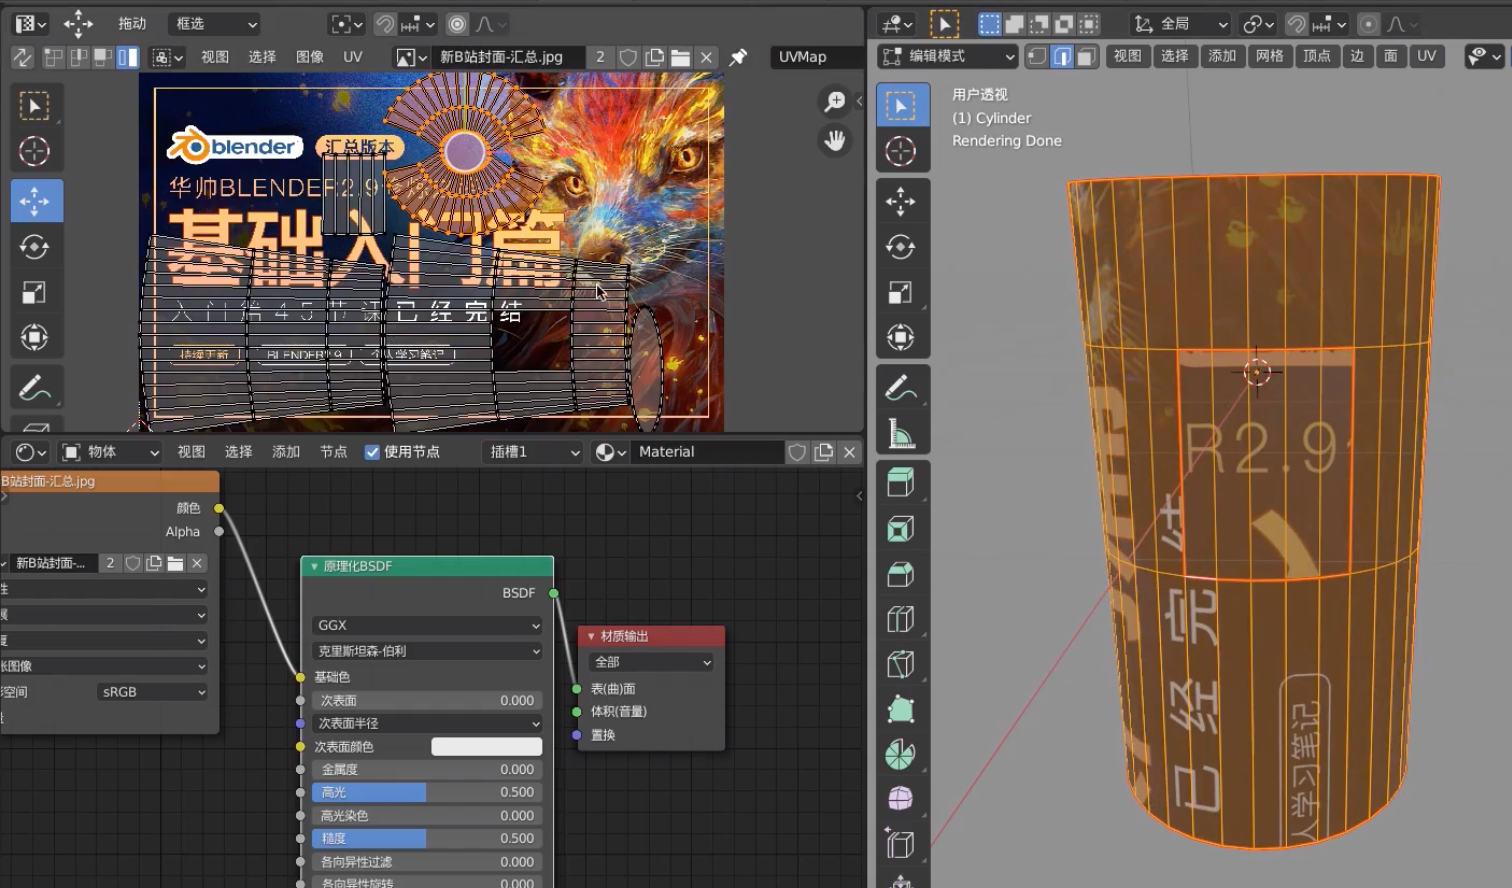 拖动 框选
视图 选择 图像 UV 新B站封面-汇总.jpg 2 UVMap
blender 汇总版本
华帅BLENDER2.9
基础入门篇
已经完结
持续更新 BLENDER2.9 个人学习笔记
物体 视图 选择 添加 节点 使用节点 插槽1 Material
B站封面-汇总.jpg
颜色
Alpha
新B站封面-... 2
性
展
复
张图像
空间 sRGB
原理化BSDF
BSDF
GGX
克里斯坦森-伯利
基础色
次表面 0.000
次表面半径
次表面颜色
金属度 0.000
高光 0.500
高光染色 0.000
糙度 0.500
各向异性过滤 0.000
各向异性旋转 0.000
材质输出
全部
表(曲)面
体积(音量)
置换
全局
编辑模式 视图 选择 添加 网格 顶点 边 面 UV
用户透视
(1) Cylinder
Rendering Done
R2.9
已经完结
人学习笔记